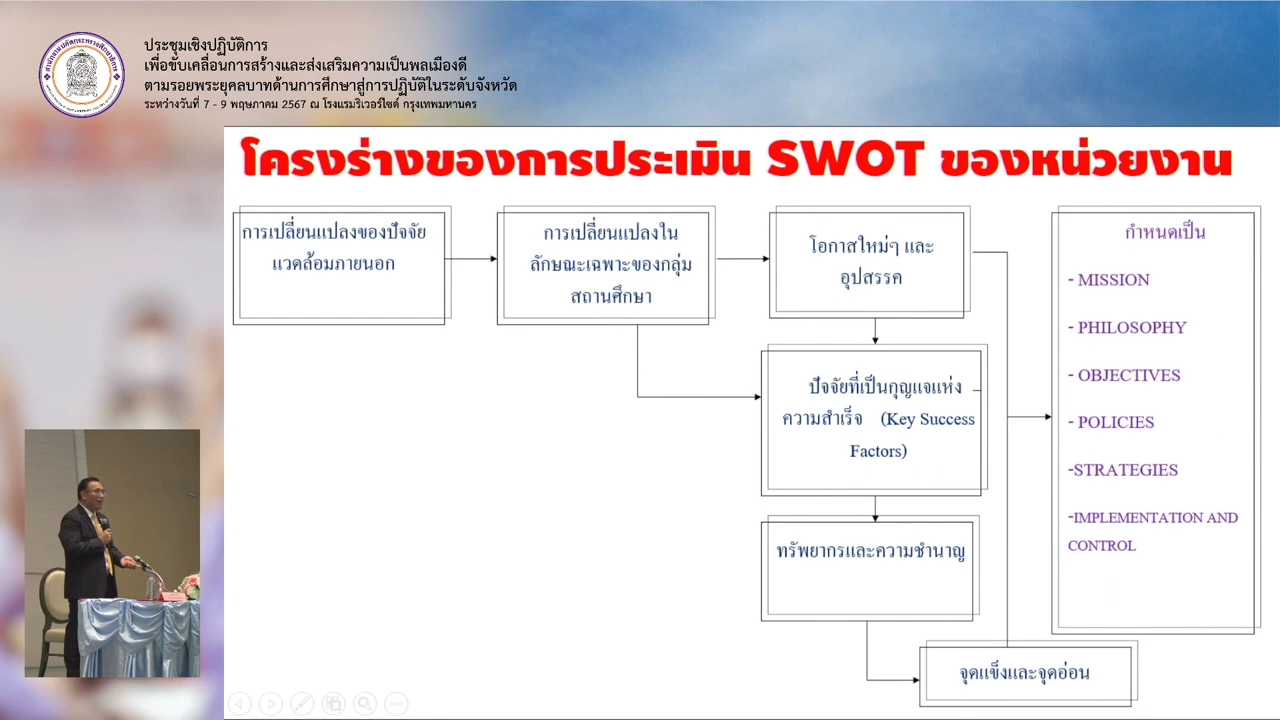 ประชุมเชิงปฏิบัติการ
เพื่อขับเคลื่อนการสร้างและส่งเสริมความเป็นพลเมืองดี
ตามรอยพระยุคลบาทด้านการศึกษาสู่การปฏิบัติในระดับจังหวัด
ระหว่างวันที่ 7 - 9 พฤษภาคม 2567 ณ โรงแรมริเวอร์ไซด์ กรุงเทพมหานคร
โครงร่างของการประเมิน SWOT ของหน่วยงาน
การเปลี่ยนแปลงของปัจจัย
แวดล้อมภายนอก
การเปลี่ยนแปลงใน
ลักษณะเฉพาะของกลุ่ม
สถานศึกษา
โอกาสใหม่ๆ และ
อุปสรรค
ปัจจัยที่เป็นกุญแจแห่ง
ความสำเร็จ (Key Success
Factors)
ทรัพยากรและความชำนาญ
จุดแข็งและจุดอ่อน
กำหนดเป็น
- MISSION
- PHILOSOPHY
- OBJECTIVES
- POLICIES
-STRATEGIES
-IMPLEMENTATION AND
CONTROL